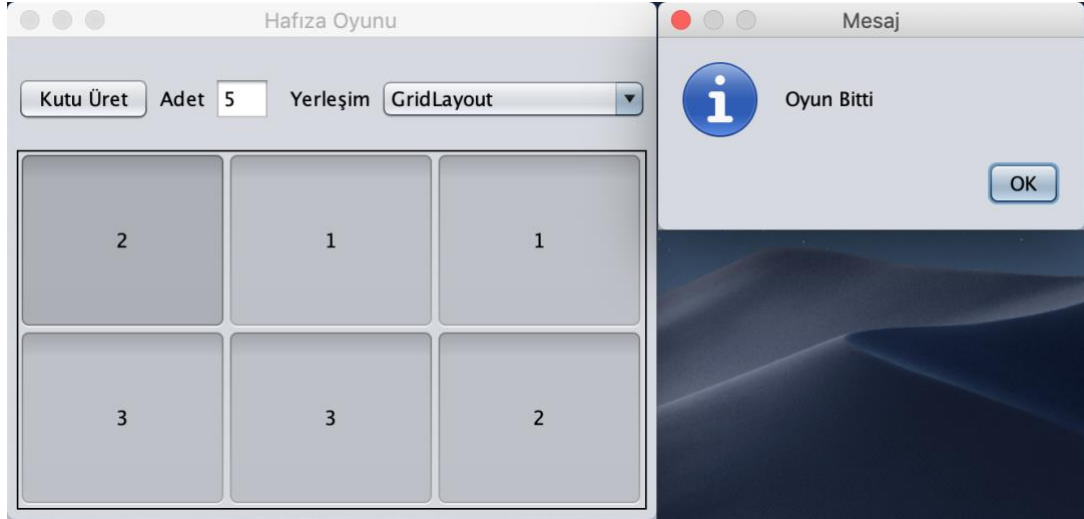 Hafıza Oyunu
Kutu Üret Adet 5 Yerleşim GridLayout
2 1 1
3 3 2
Mesaj
Oyun Bitti
OK